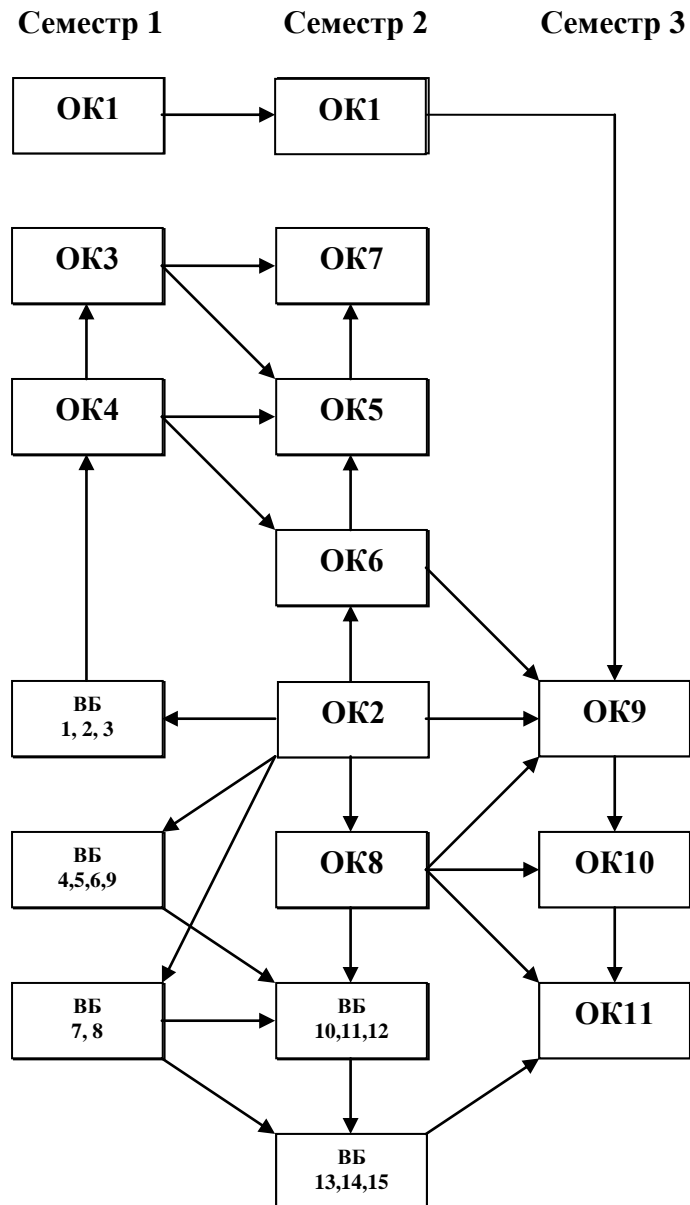 Семестр 1 Семестр 2 Семестр 3
ОК1 ОК1
ОК3 ОК7
ОК4 ОК5
ОК6
ВБ
1, 2, 3
ОК2 ОК9
ВБ
4,5,6,9
ОК8 ОК10
ВБ
7, 8
ВБ
10,11,12
ОК11
ВБ
13,14,15